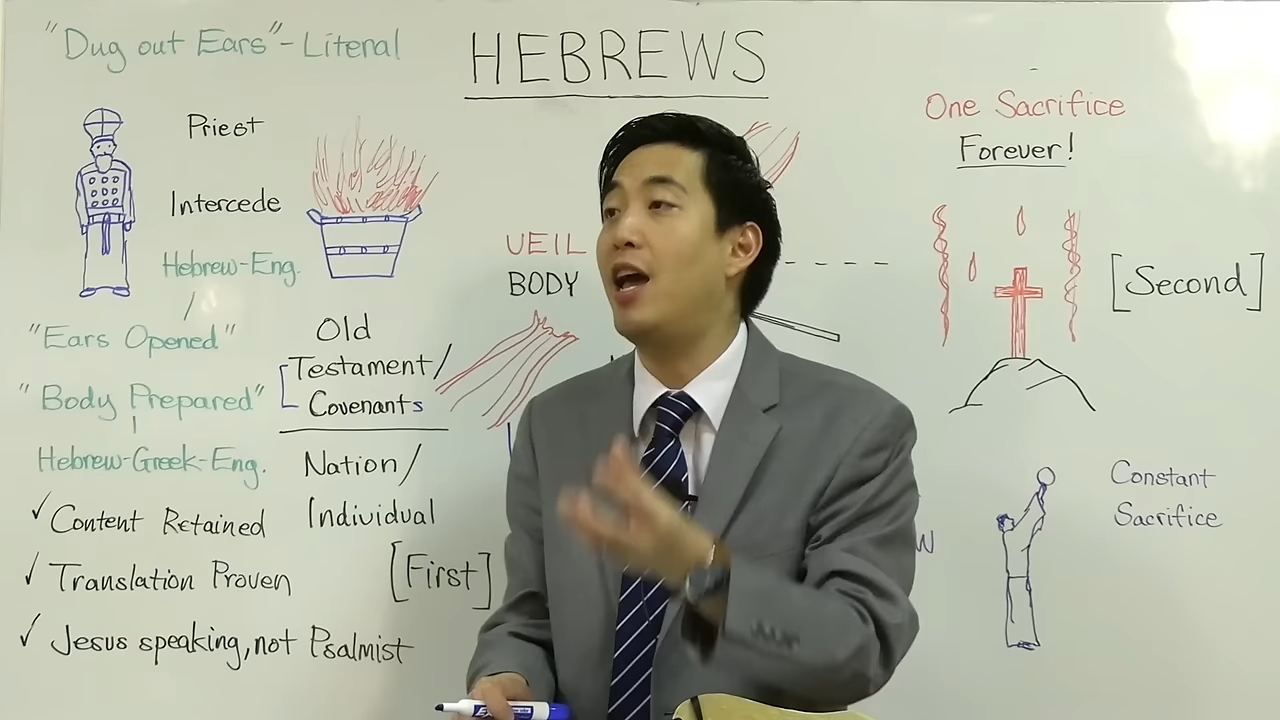 "Dug out Ears" - Literal
HEBREWS
Priest
Intercede
Hebrew-Eng.
"Ears Opened"
"Body Prepared"
Hebrew-Greek-Eng.
✓ Content Retained
✓ Translation Proven
✓ Jesus speaking, not Psalmist
Old
[Testament/
Covenants
Nation/
Individual
[First]
VEIL
BODY
One Sacrifice
Forever!
[Second]
Constant
Sacrifice